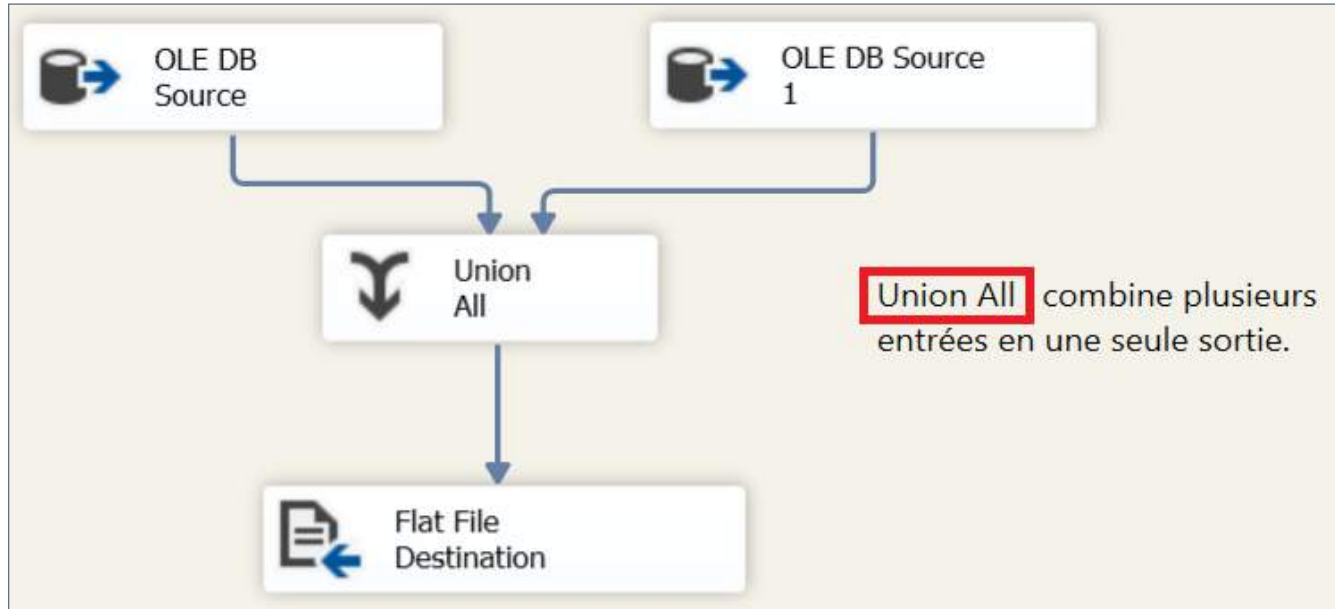 OLE DB
Source
OLE DB Source
1
Union
All
Union All combine plusieurs
entrées en une seule sortie.
Flat File
Destination